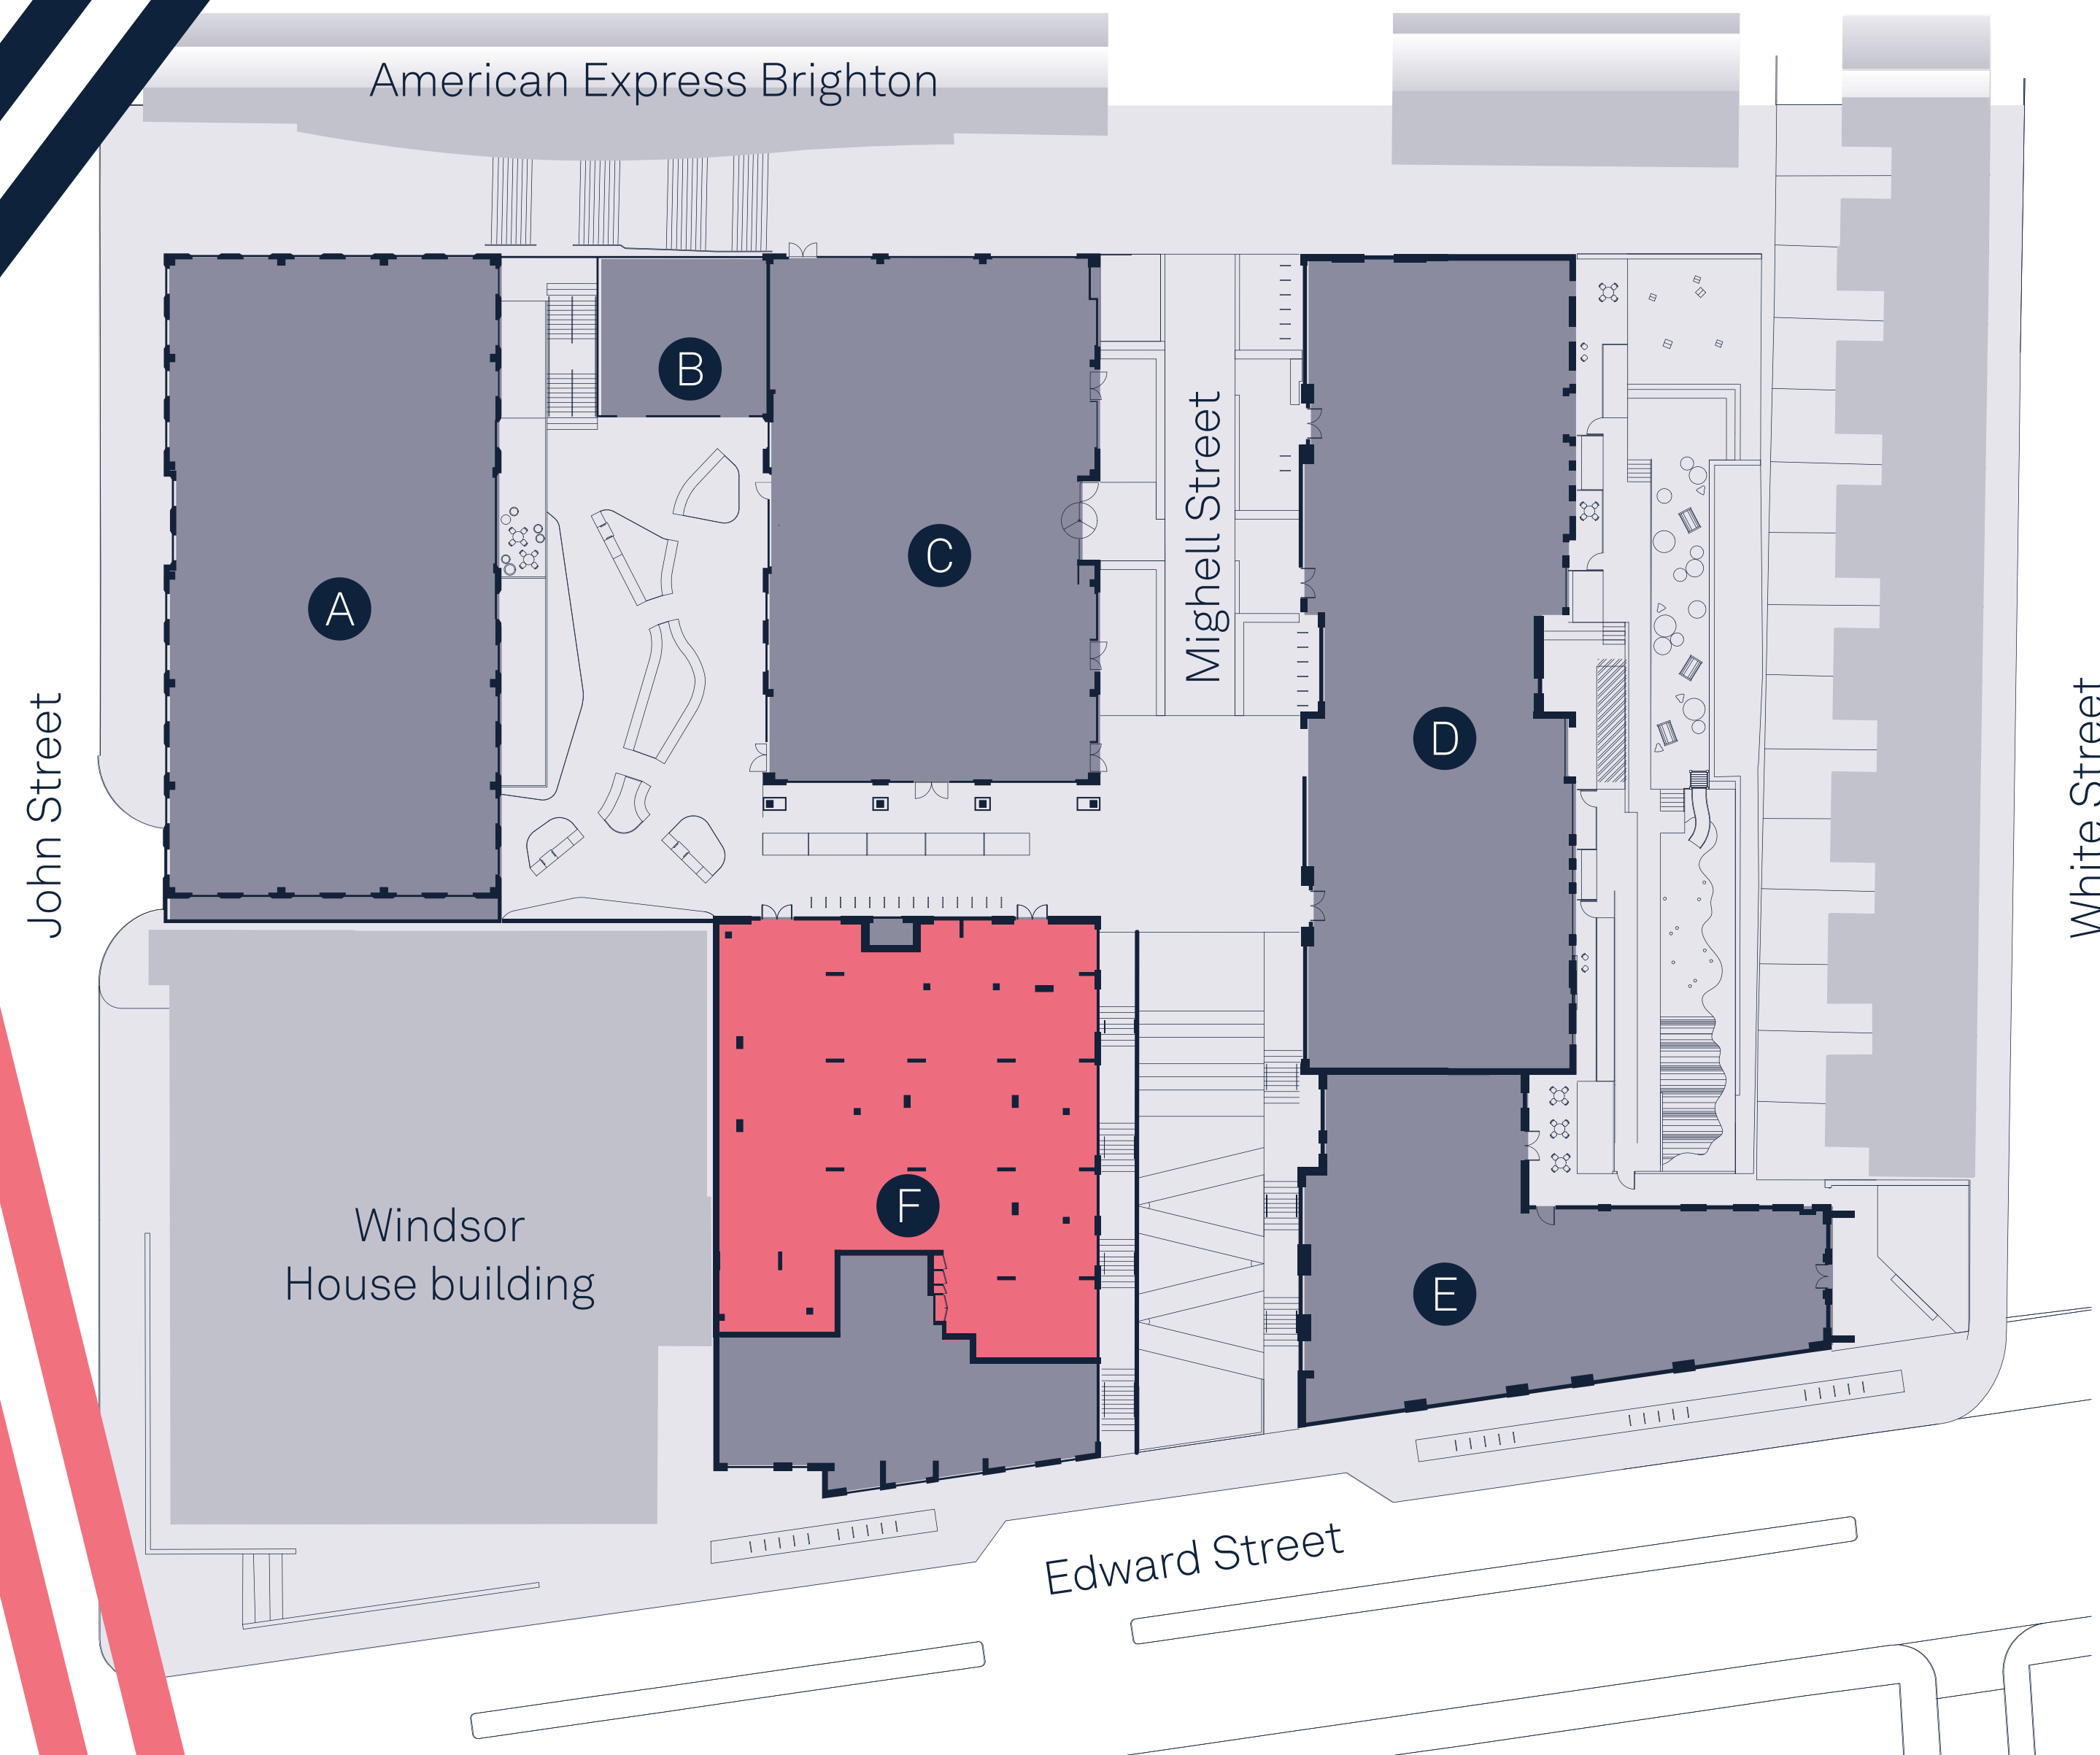 American Express Brighton
B
C
A
Mighell Street
D
John Street
White Street
F
Windsor
House building
E
Edward Street